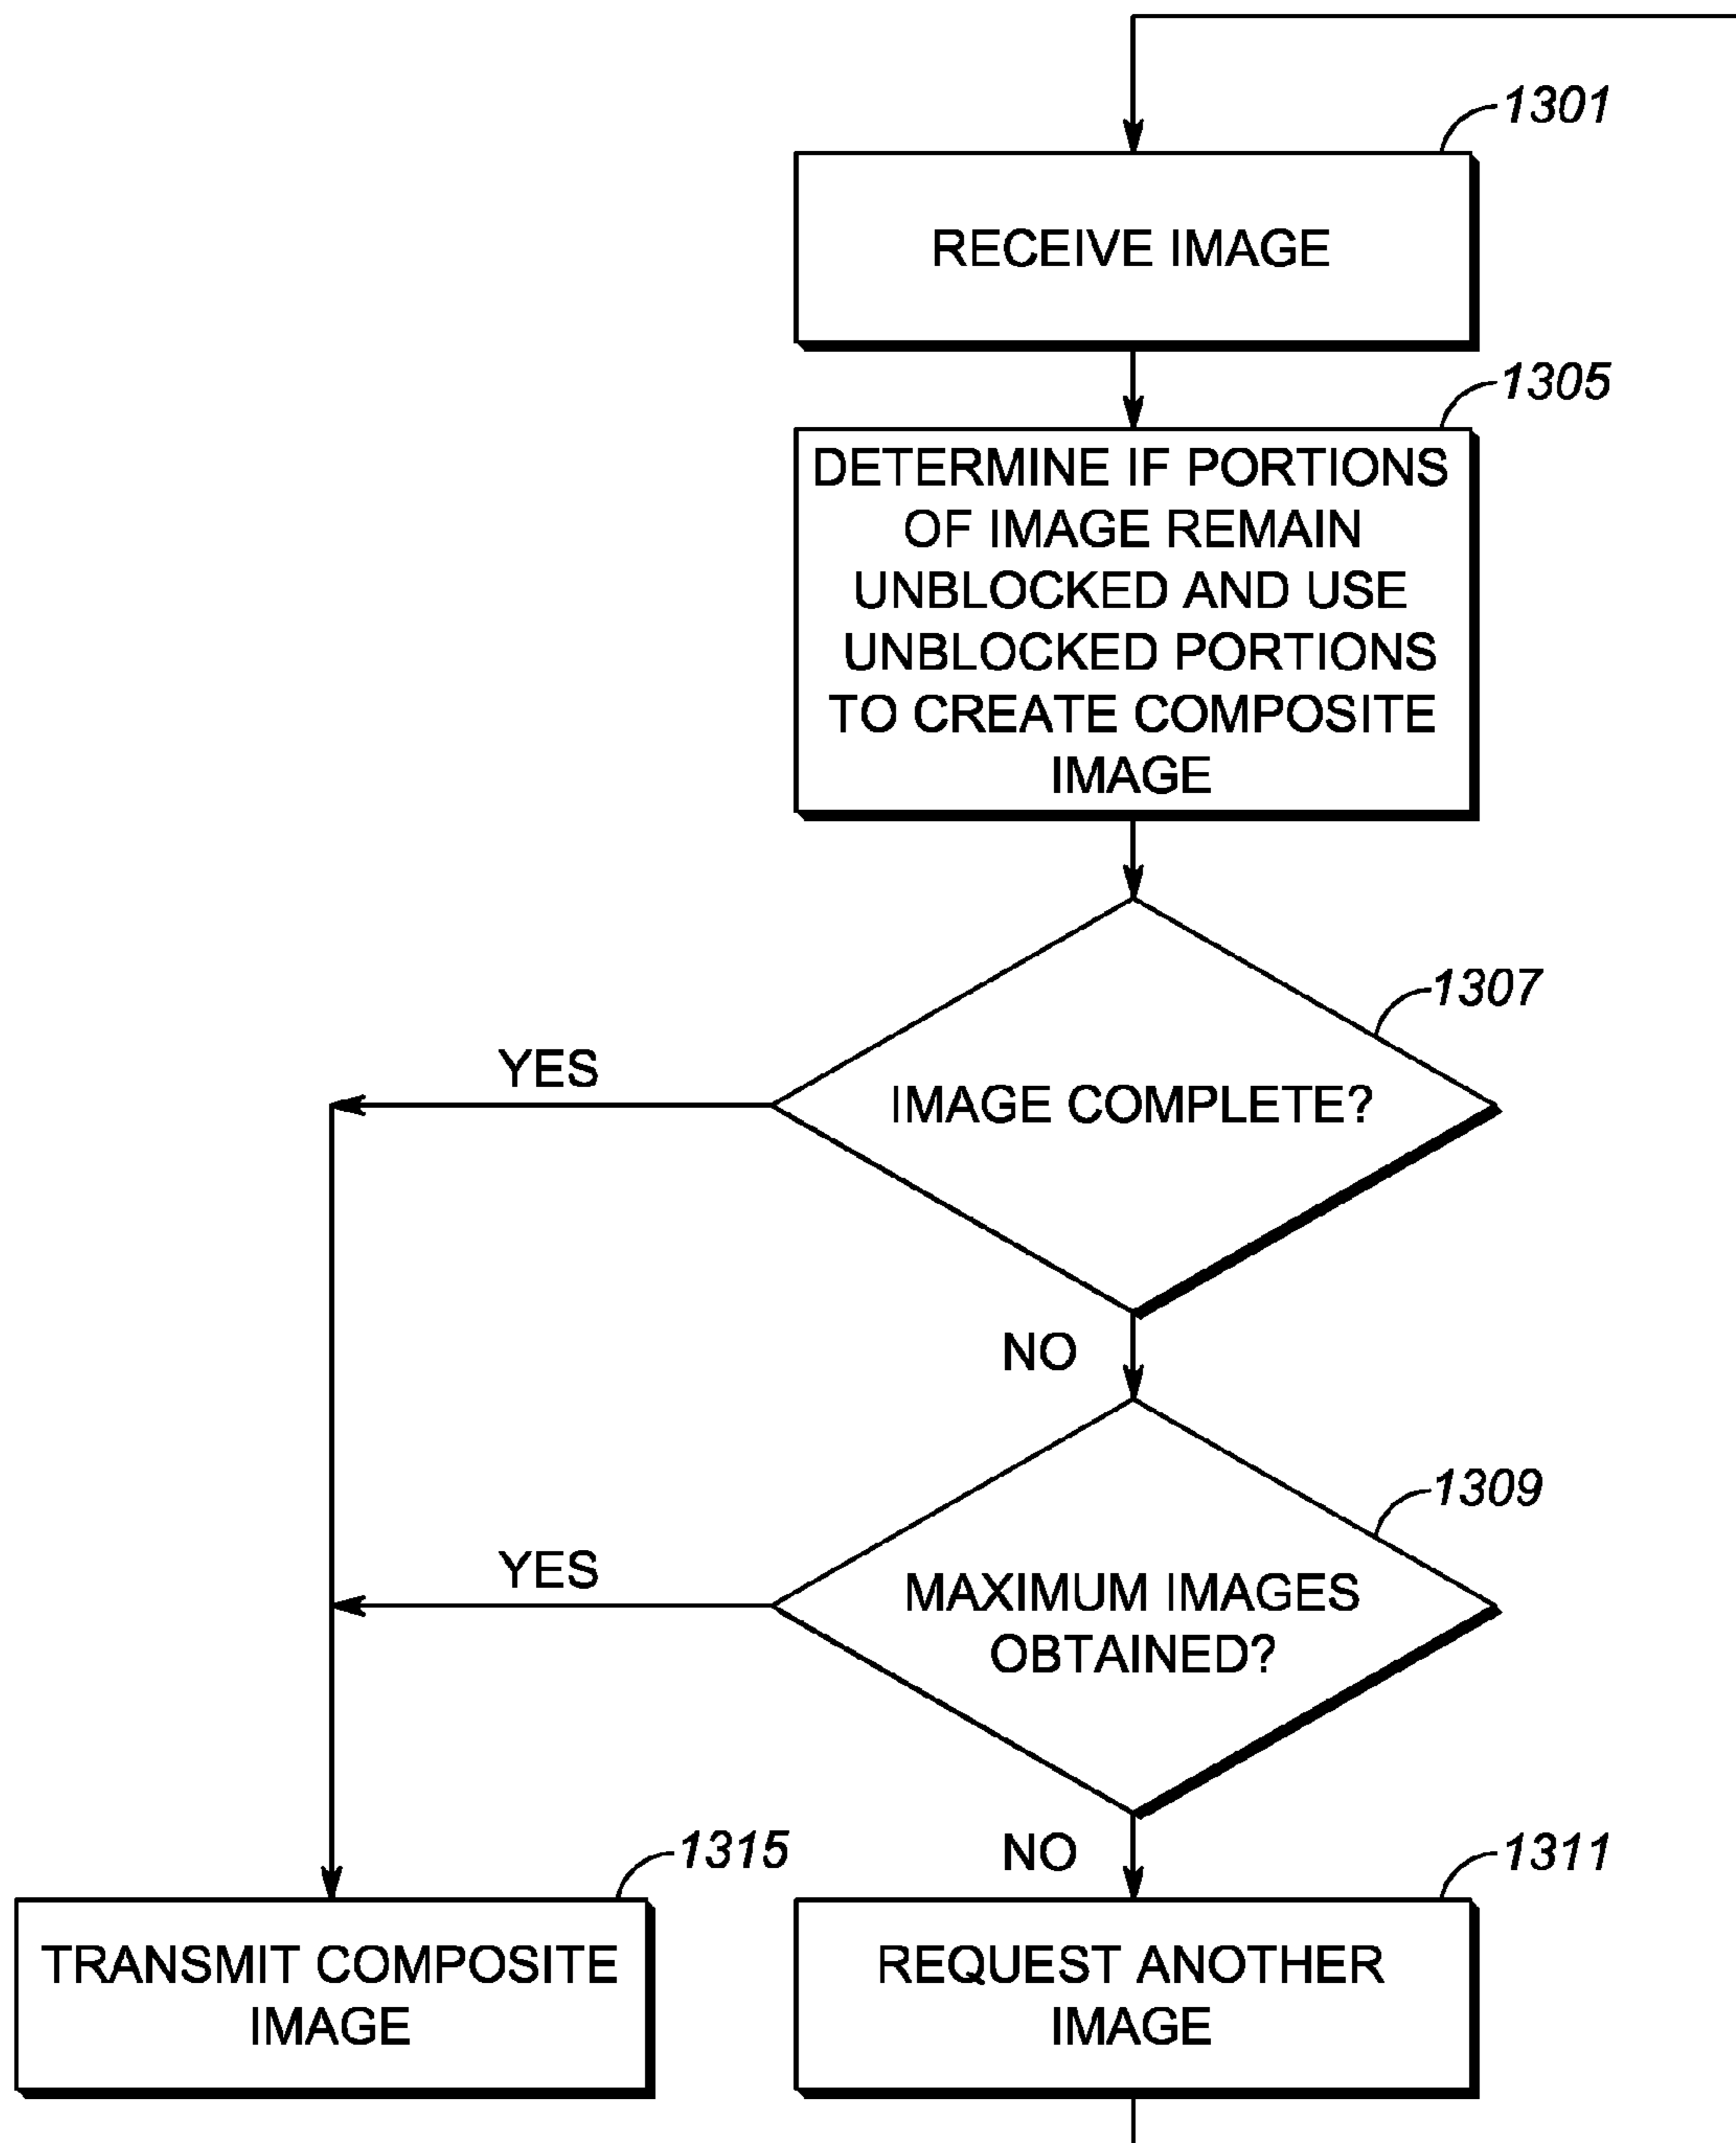 1301
RECEIVE IMAGE
1305
DETERMINE IF PORTIONS
OF IMAGE REMAIN
UNBLOCKED AND USE
UNBLOCKED PORTIONS
TO CREATE COMPOSITE
IMAGE
1307
YES
IMAGE COMPLETE?
NO
1309
YES
MAXIMUM IMAGES
OBTAINED?
NO
1315
TRANSMIT COMPOSITE
IMAGE
1311
REQUEST ANOTHER
IMAGE